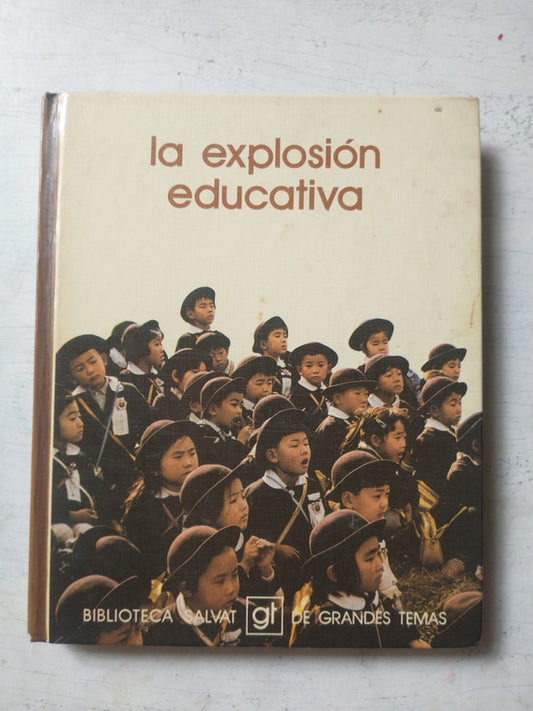 la explosión
educativa
BIBLIOTECA SALVAT gt DE GRANDES TEMAS